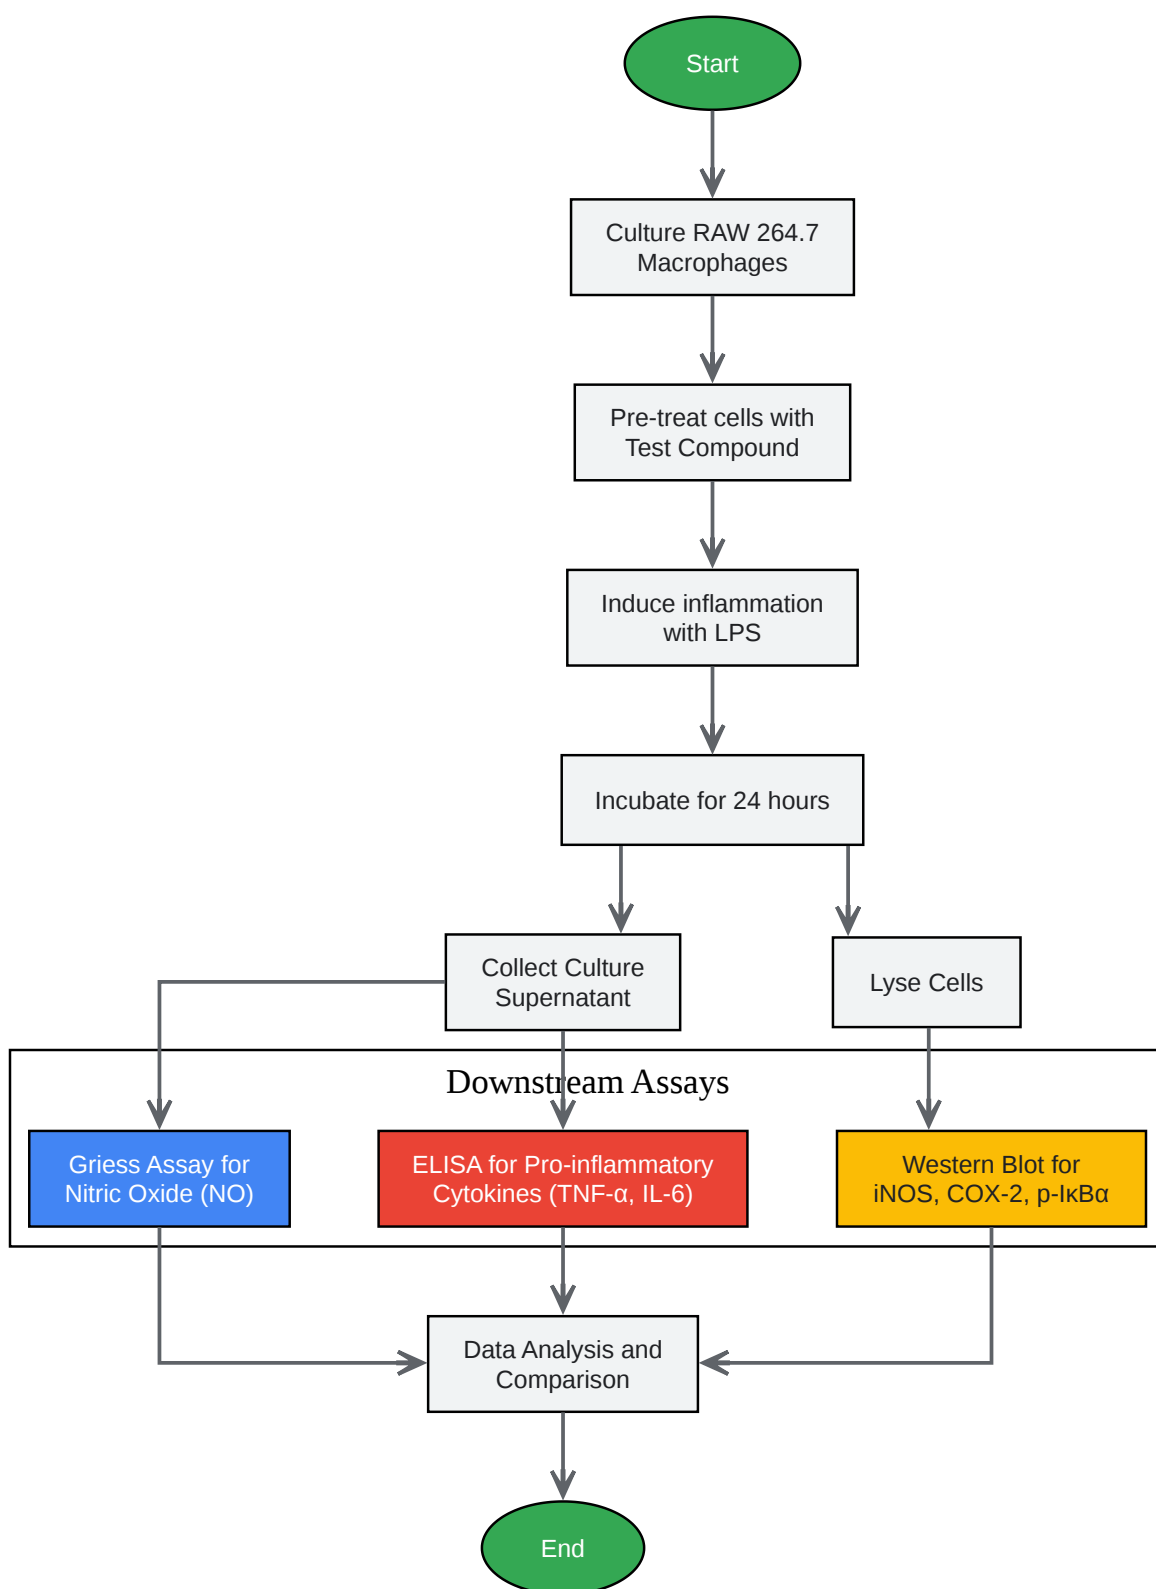 Start
Culture RAW 264.7
Macrophages
Pre-treat cells with
Test Compound
Induce inflammation
with LPS
Incubate for 24 hours
Collect Culture
Supernatant
Lyse Cells
Downstream Assays
Griess Assay for
Nitric Oxide (NO)
ELISA for Pro-inflammatory
Cytokines (TNF-α, IL-6)
Western Blot for
iNOS, COX-2, p-IκBα
Data Analysis and
Comparison
End